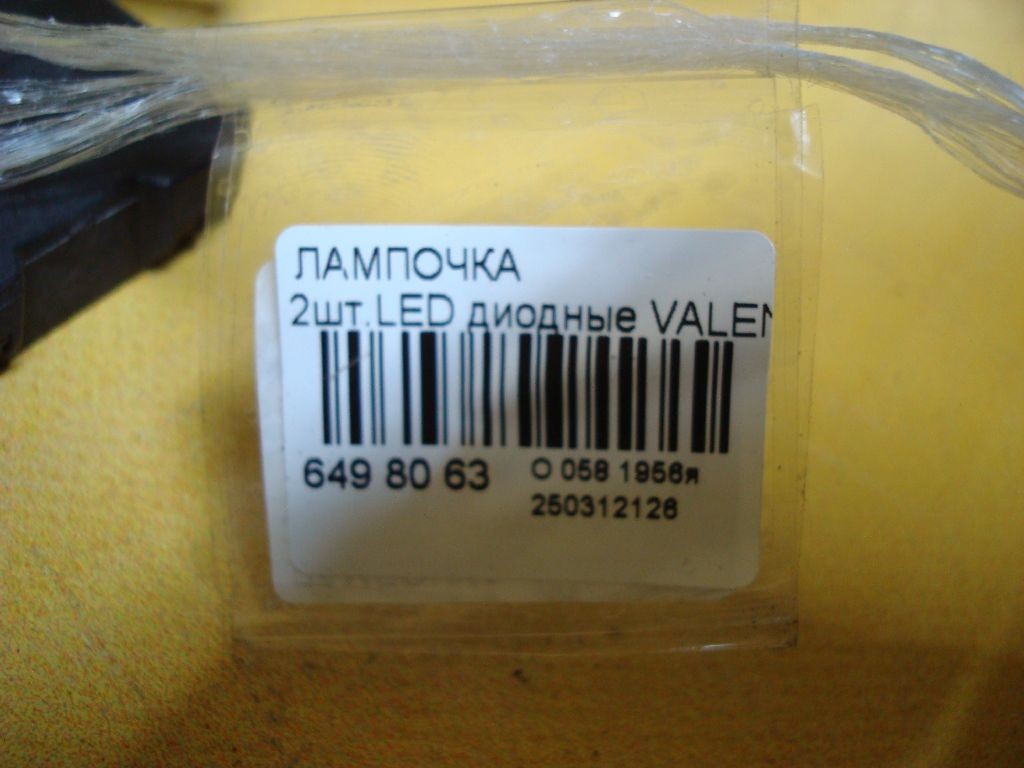 ЛАМПОЧКА
2шт.LED диодные VALEN
649 80 63
О 058 1956я
250312126